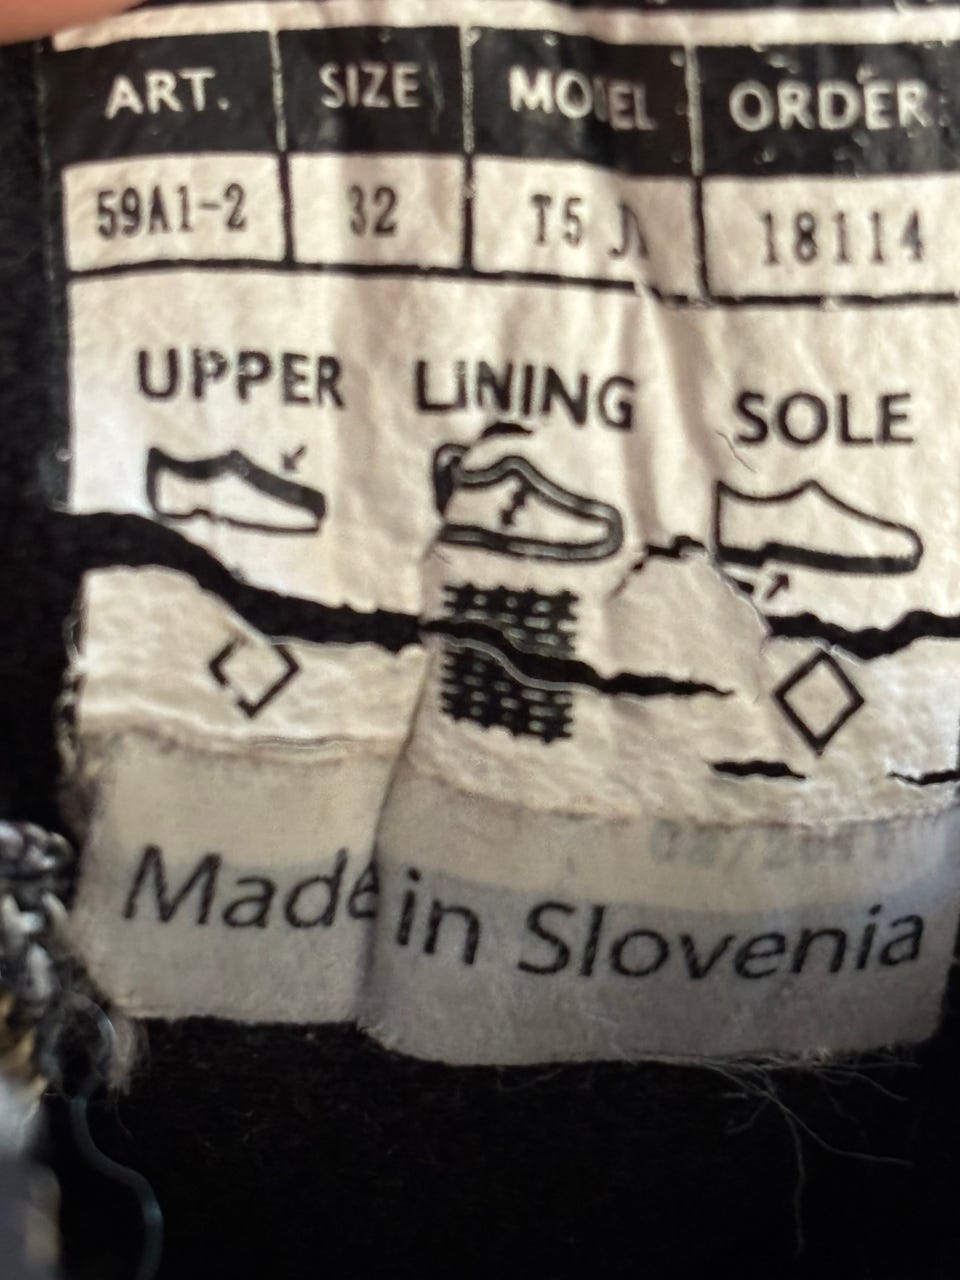 ART. SIZE MODEL ORDER:
59A1-2 32 T5 18114
UPPER LINING SOLE
Made in Slovenia